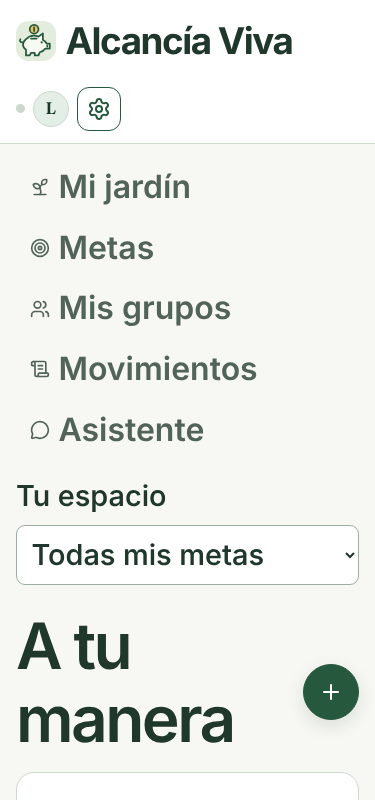 Alcancía Viva
L
Mi jardín
Metas
Mis grupos
Movimientos
Asistente
Tu espacio
Todas mis metas
A tu
manera